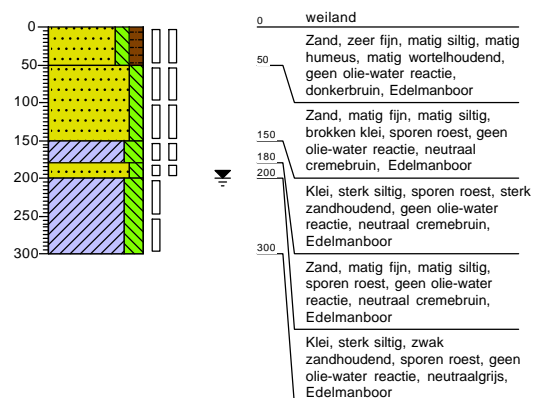 0
50
100
150
200
250
300
0
weiland
50
Zand, zeer fijn, matig siltig, matig
humeus, matig wortelhoudend,
geen olie-water reactie,
donkerbruin, Edelmanboor
150
Zand, matig fijn, matig siltig,
brokken klei, sporen roest, geen
olie-water reactie, neutraal
cremebruin, Edelmanboor
180
Klei, sterk siltig, sporen roest, sterk
zandhoudend, geen olie-water
reactie, neutraal cremebruin,
Edelmanboor
200
Zand, matig fijn, matig siltig,
sporen roest, geen olie-water
reactie, neutraal cremebruin,
Edelmanboor
300
Klei, sterk siltig, zwak
zandhoudend, sporen roest, geen
olie-water reactie, neutraalgrijs,
Edelmanboor